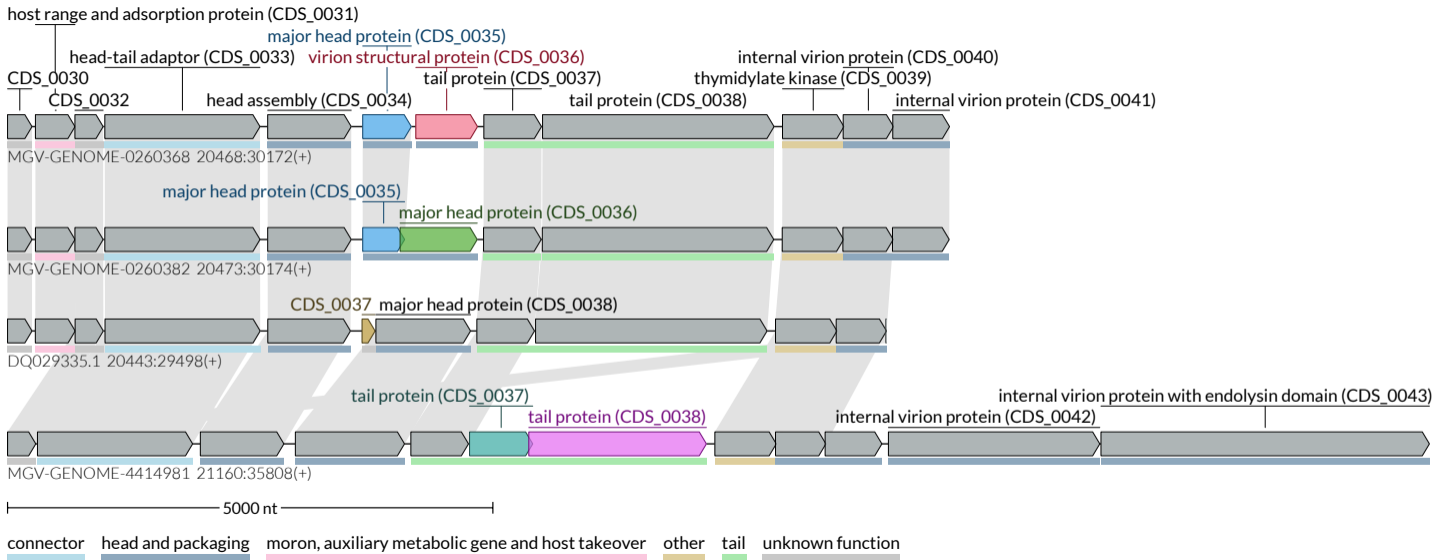 host range and adsorption protein (CDS_0031)
major head protein (CDS_0035)
head-tail adaptor (CDS_0033) virion structural protein (CDS_0036) internal virion protein (CDS_0040)
CDS_0030 tail protein (CDS_0037) thymidylate kinase (CDS_0039)
CDS_0032 head assembly (CDS_0034) tail protein (CDS_0038) internal virion protein (CDS_0041)
MGV-GENOME-0260368 20468:30172(+)
major head protein (CDS_0035)
major head protein (CDS_0036)
MGV-GENOME-0260382 20473:30174(+)
CDS_0037 major head protein (CDS_0038)
DQ029335.1 20443:29498(+)
tail protein (CDS_0037) internal virion protein with endolysin domain (CDS_0043)
tail protein (CDS_0038) internal virion protein (CDS_0042)
MGV-GENOME-4414981 21160:35808(+)
5000 nt
connector head and packaging moron, auxiliary metabolic gene and host takeover other tail unknown function